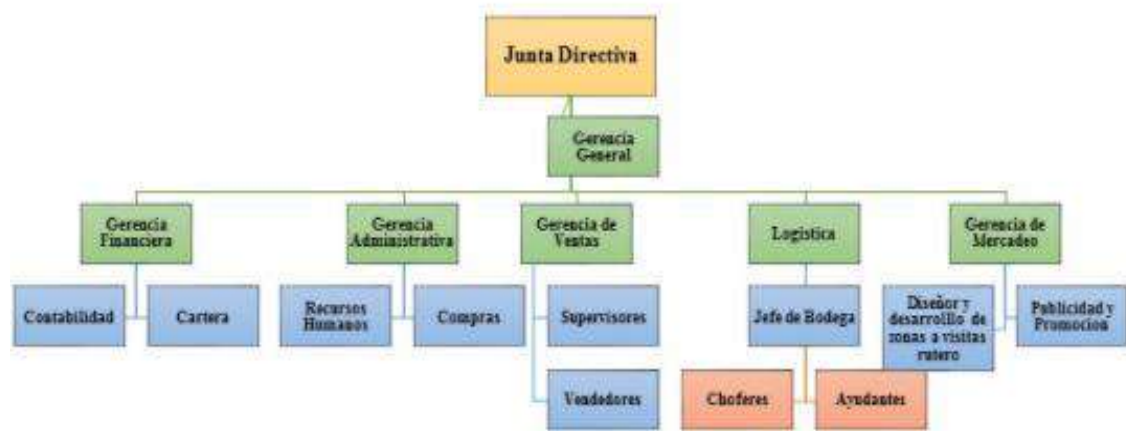 Junta Directiva
Gerencia
General
Gerencia
Financiera
Gerencia
Administrativa
Gerencia de
Ventas
Logística
Gerencia de
Mercadeo
Contabilidad
Cartera
Recursos
Humanos
Compras
Supervisores
Jefe de Bodega
Diseñor y
desarrollo de
zonas a visitas
rutero
Publicidad y
Promocion
Vendedores
Choferes
Ayudantes